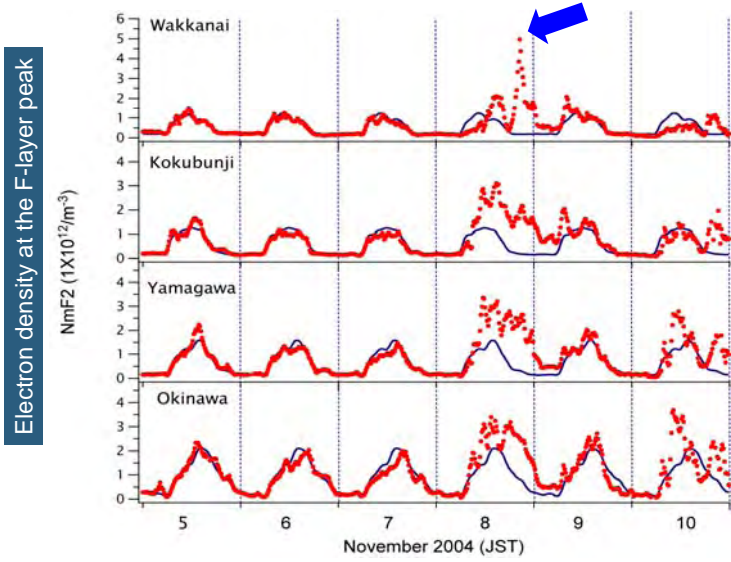 Electron density at the F-layer peak
NmF2 (1X10¹²/m⁻³)
Wakkanai
6
5
4
3
2
1
0
Kokubunji
4
3
2
1
0
Yamagawa
4
3
2
1
0
Okinawa
4
3
2
1
0
5 6 7 8 9 10
November 2004 (JST)